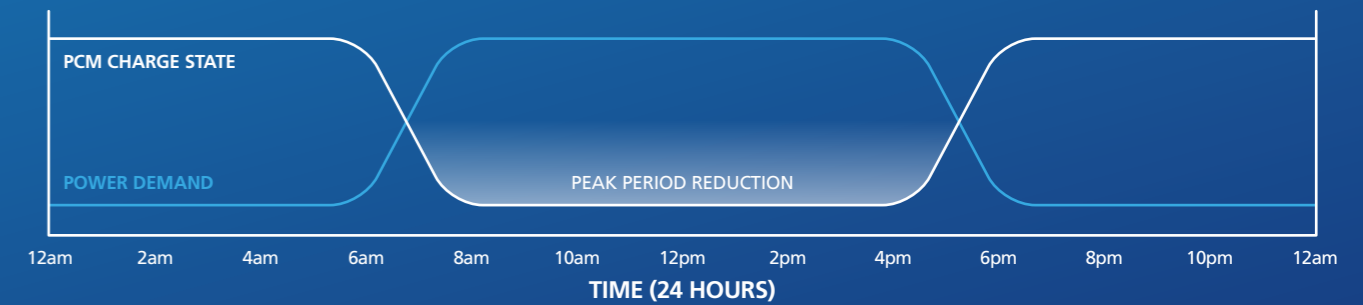 PCM CHARGE STATE
POWER DEMAND
PEAK PERIOD REDUCTION
12am 2am 4am 6am 8am 10am 12pm 2pm 4pm 6pm 8pm 10pm 12am
TIME (24 HOURS)